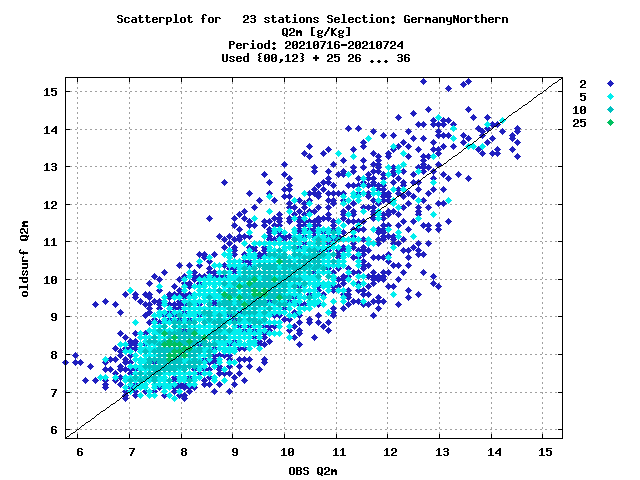 Scatterplot for   23 stations Selection: GermanyNorthern
Q2m [g/Kg]
Period: 20210716-20210724
Used {00,12} + 25 26 ... 36
2
5
10
25
15
14
13
12
11
10
9
8
7
6
oldsurf Q2m
6 7 8 9 10 11 12 13 14 15
OBS Q2m